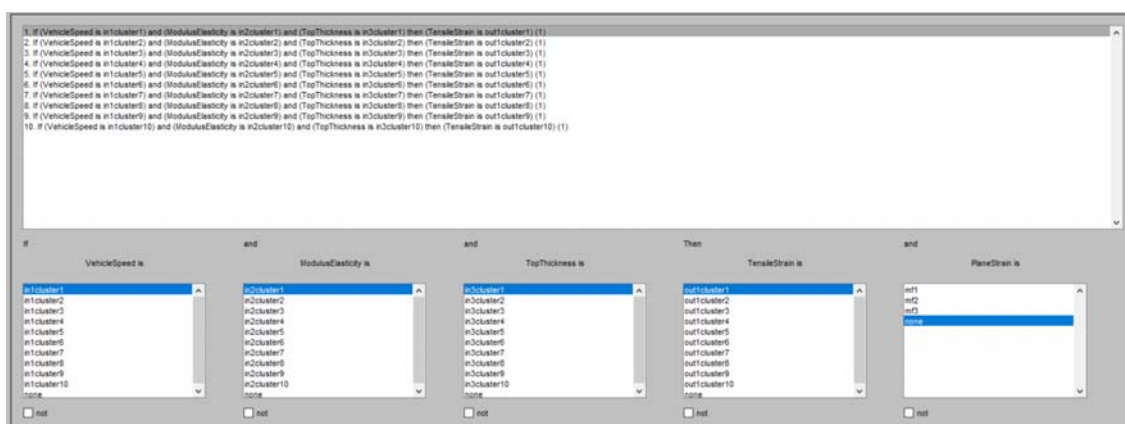 1. If (VehicleSpeed is in1cluster1) and (ModulusElasticity is in2cluster1) and (TopThickness is in3cluster1) then (TensileStrain is out1cluster1) (1)
2. If (VehicleSpeed is in1cluster2) and (ModulusElasticity is in2cluster2) and (TopThickness is in3cluster2) then (TensileStrain is out1cluster2) (1)
3. If (VehicleSpeed is in1cluster3) and (ModulusElasticity is in2cluster3) and (TopThickness is in3cluster3) then (TensileStrain is out1cluster3) (1)
4. If (VehicleSpeed is in1cluster4) and (ModulusElasticity is in2cluster4) and (TopThickness is in3cluster4) then (TensileStrain is out1cluster4) (1)
5. If (VehicleSpeed is in1cluster5) and (ModulusElasticity is in2cluster5) and (TopThickness is in3cluster5) then (TensileStrain is out1cluster5) (1)
6. If (VehicleSpeed is in1cluster6) and (ModulusElasticity is in2cluster6) and (TopThickness is in3cluster6) then (TensileStrain is out1cluster6) (1)
7. If (VehicleSpeed is in1cluster7) and (ModulusElasticity is in2cluster7) and (TopThickness is in3cluster7) then (TensileStrain is out1cluster7) (1)
8. If (VehicleSpeed is in1cluster8) and (ModulusElasticity is in2cluster8) and (TopThickness is in3cluster8) then (TensileStrain is out1cluster8) (1)
9. If (VehicleSpeed is in1cluster9) and (ModulusElasticity is in2cluster9) and (TopThickness is in3cluster9) then (TensileStrain is out1cluster9) (1)
10. If (VehicleSpeed is in1cluster10) and (ModulusElasticity is in2cluster10) and (TopThickness is in3cluster10) then (TensileStrain is out1cluster10) (1)
If and and Then and
VehicleSpeed is ModulusElasticity is TopThickness is TensileStrain is PlaneStrain is
in1cluster1 in2cluster1 in3cluster1 out1cluster1 mf1
in1cluster2 in2cluster2 in3cluster2 out1cluster2 mf2
in1cluster3 in2cluster3 in3cluster3 out1cluster3 mf3
in1cluster4 in2cluster4 in3cluster4 out1cluster4 none
in1cluster5 in2cluster5 in3cluster5 out1cluster5
in1cluster6 in2cluster6 in3cluster6 out1cluster6
in1cluster7 in2cluster7 in3cluster7 out1cluster7
in1cluster8 in2cluster8 in3cluster8 out1cluster8
in1cluster9 in2cluster9 in3cluster9 out1cluster9
in1cluster10 in2cluster10 in3cluster10 out1cluster10
none none none none
not not not not not